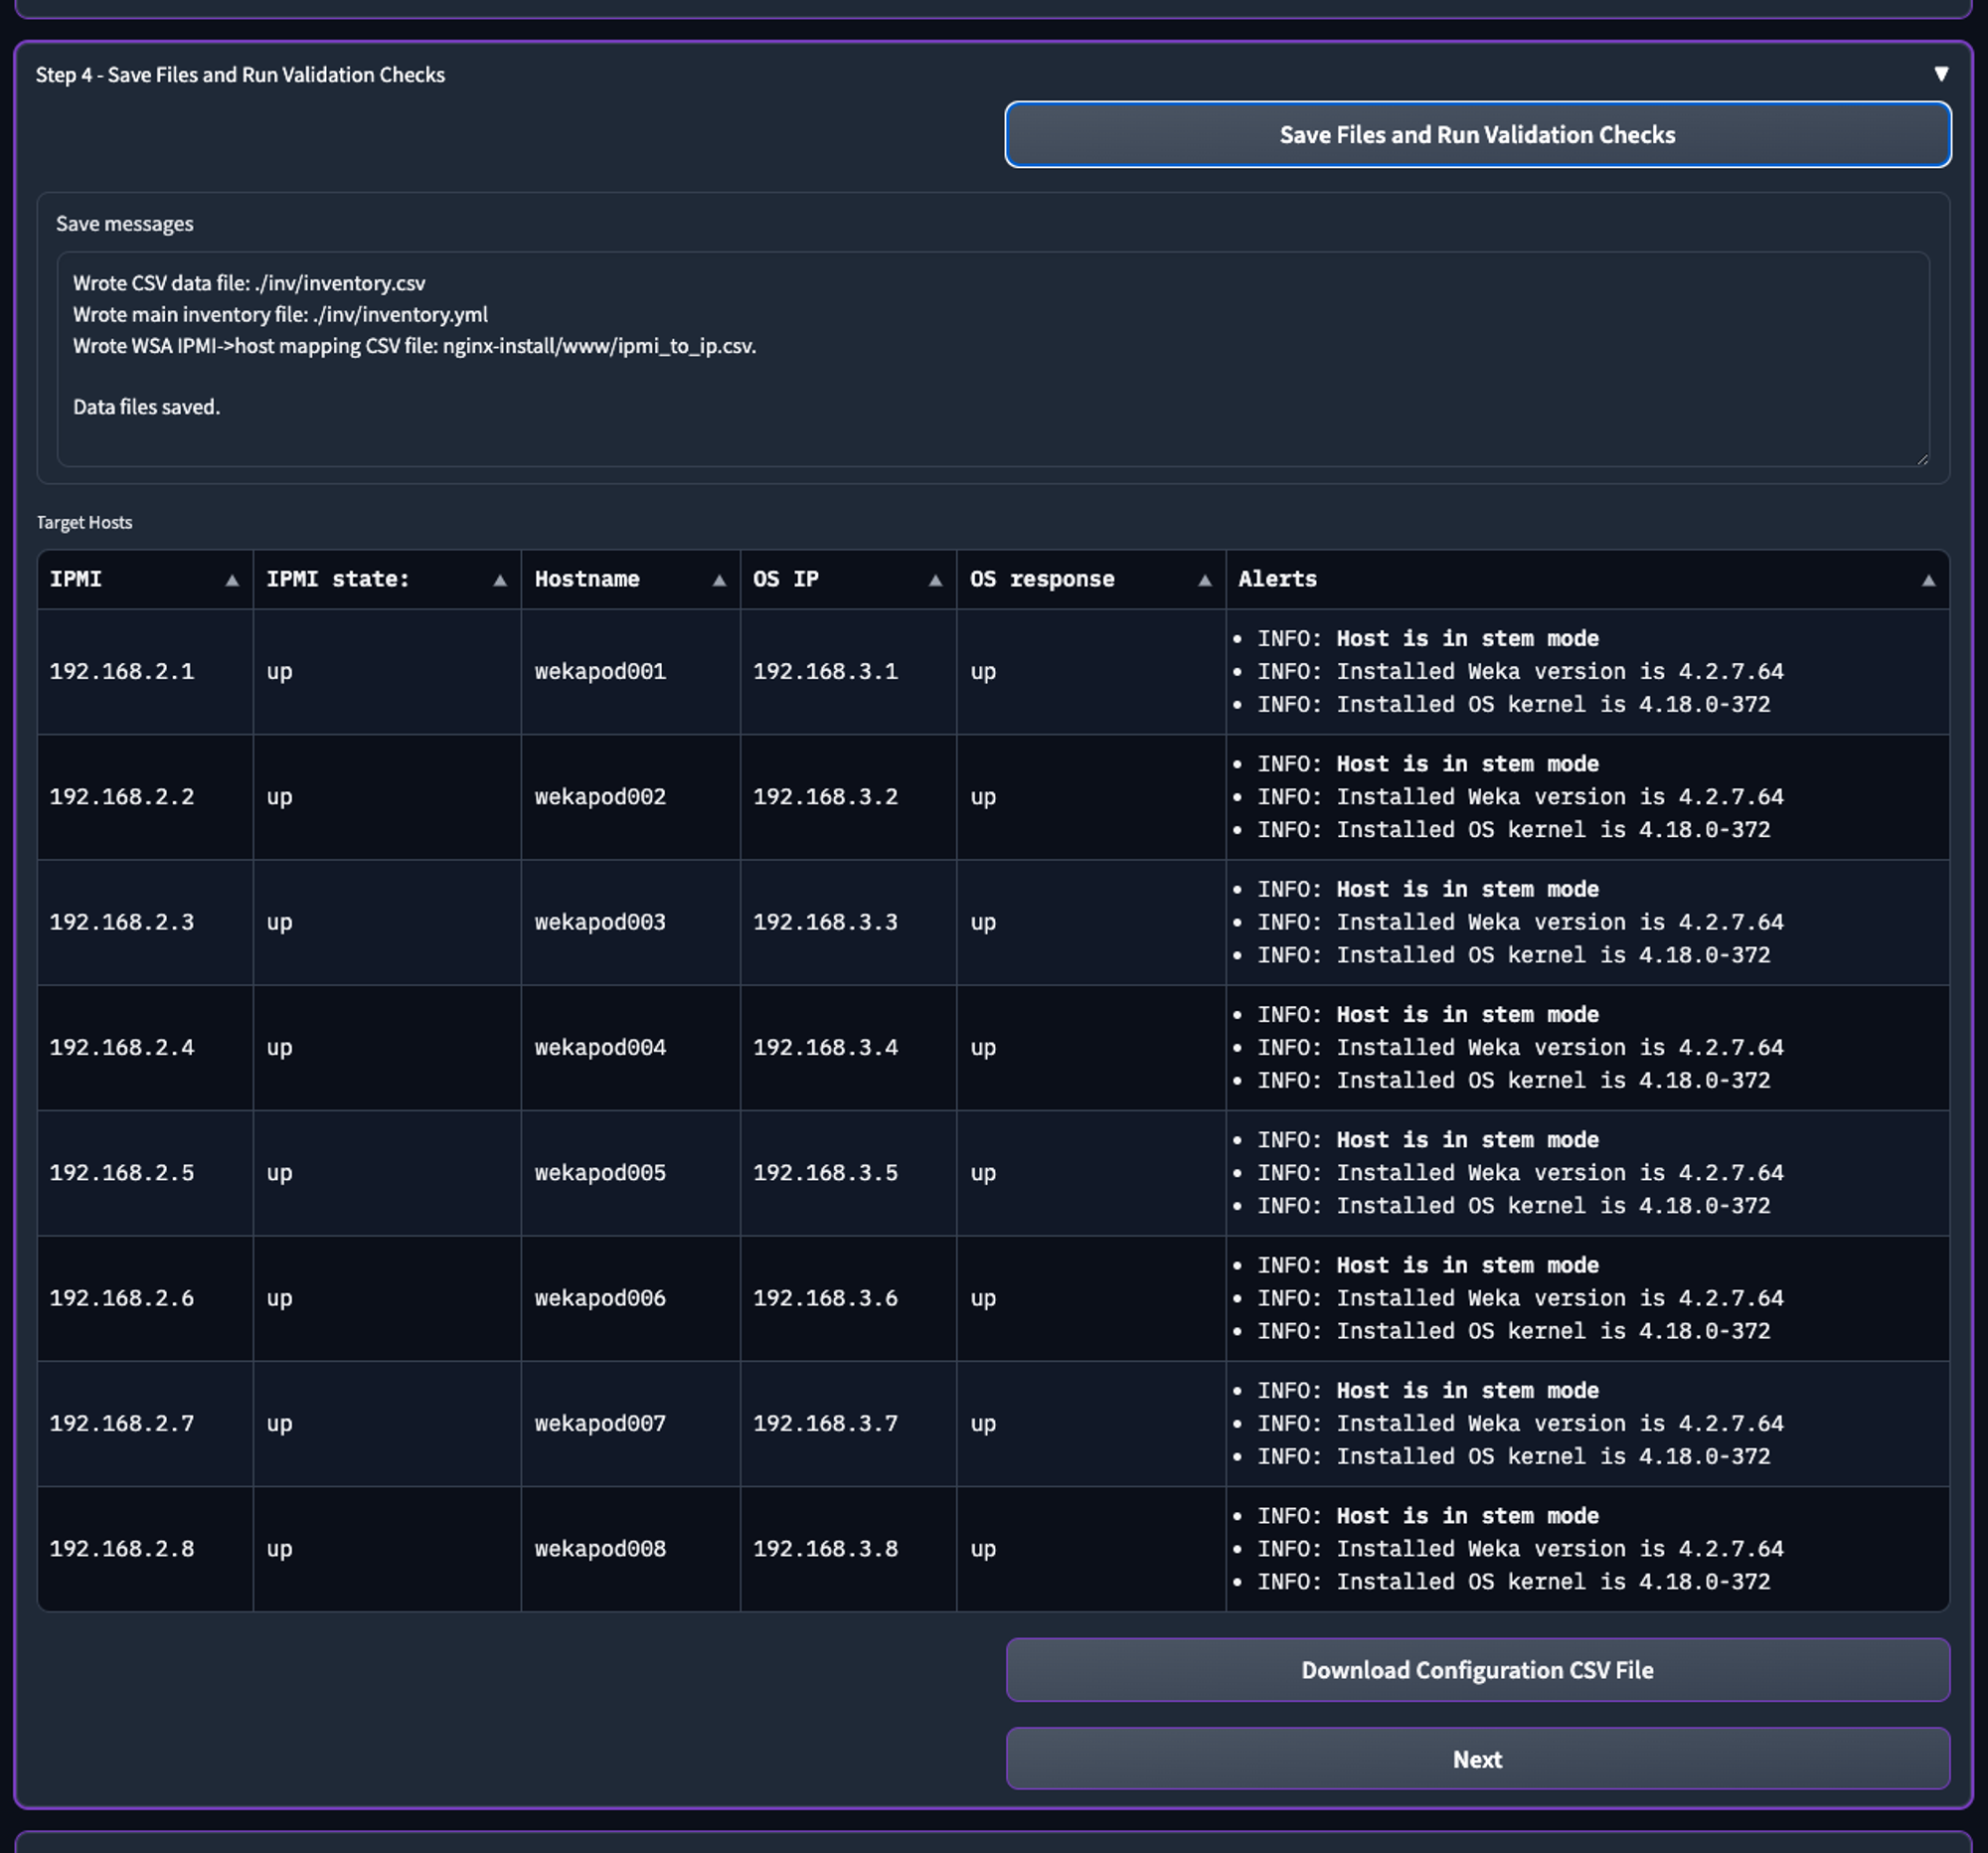 Step 4 - Save Files and Run Validation Checks ▼
Save Files and Run Validation Checks
Save messages
Wrote CSV data file: ./inv/inventory.csv
Wrote main inventory file: ./inv/inventory.yml
Wrote WSA IPMI->host mapping CSV file: nginx-install/www/ipmi_to_ip.csv.
Data files saved.
Target Hosts
IPMI ▲ IPMI state: ▲ Hostname ▲ OS IP ▲ OS response ▲ Alerts ▲
• INFO: Host is in stem mode
192.168.2.1 up wekapod001 192.168.3.1 up • INFO: Installed Weka version is 4.2.7.64
• INFO: Installed OS kernel is 4.18.0-372
• INFO: Host is in stem mode
192.168.2.2 up wekapod002 192.168.3.2 up • INFO: Installed Weka version is 4.2.7.64
• INFO: Installed OS kernel is 4.18.0-372
• INFO: Host is in stem mode
192.168.2.3 up wekapod003 192.168.3.3 up • INFO: Installed Weka version is 4.2.7.64
• INFO: Installed OS kernel is 4.18.0-372
• INFO: Host is in stem mode
192.168.2.4 up wekapod004 192.168.3.4 up • INFO: Installed Weka version is 4.2.7.64
• INFO: Installed OS kernel is 4.18.0-372
• INFO: Host is in stem mode
192.168.2.5 up wekapod005 192.168.3.5 up • INFO: Installed Weka version is 4.2.7.64
• INFO: Installed OS kernel is 4.18.0-372
• INFO: Host is in stem mode
192.168.2.6 up wekapod006 192.168.3.6 up • INFO: Installed Weka version is 4.2.7.64
• INFO: Installed OS kernel is 4.18.0-372
• INFO: Host is in stem mode
192.168.2.7 up wekapod007 192.168.3.7 up • INFO: Installed Weka version is 4.2.7.64
• INFO: Installed OS kernel is 4.18.0-372
• INFO: Host is in stem mode
192.168.2.8 up wekapod008 192.168.3.8 up • INFO: Installed Weka version is 4.2.7.64
• INFO: Installed OS kernel is 4.18.0-372
Download Configuration CSV File
Next